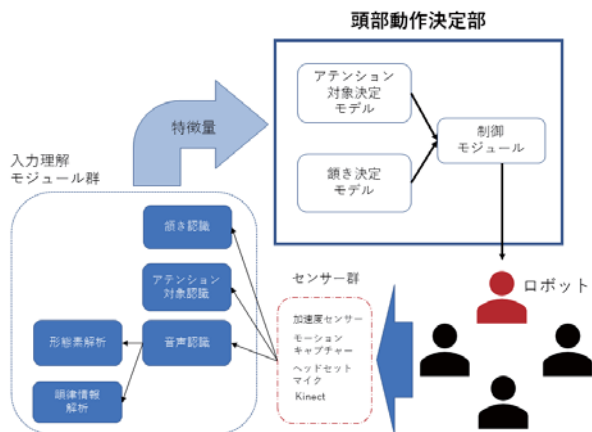 頭部動作決定部
アテンション
対象決定
モデル
制御
モジュール
頷き決定
モデル
特徴量
入力理解
モジュール群
頷き認識
アテンション
対象認識
音声認識
形態素解析
韻律情報
解析
センサー群
加速度センサー
モーション
キャプチャー
ヘッドセット
マイク
Kinect
ロボット